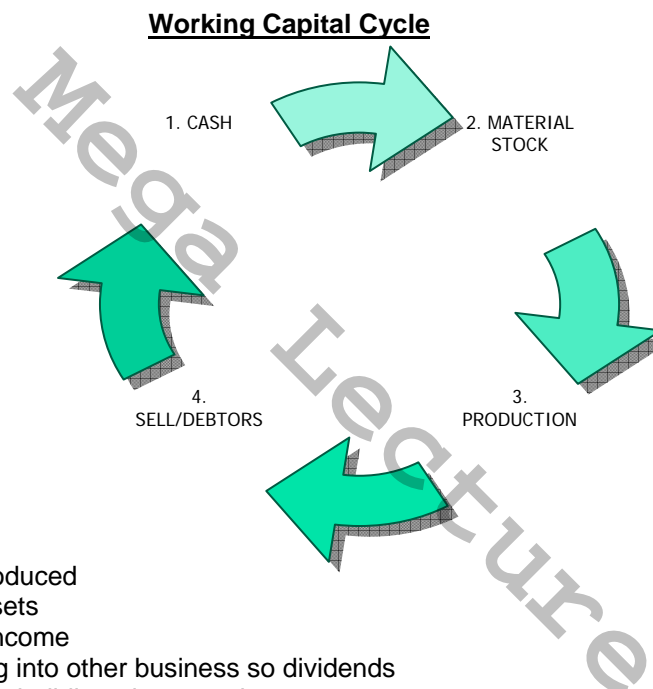 Working Capital Cycle
1. CASH
2. MATERIAL
STOCK
4.
SELL/DEBTORS
3.
PRODUCTION
Mega Lecture
oduced
sets
ncome
g into other business so dividends